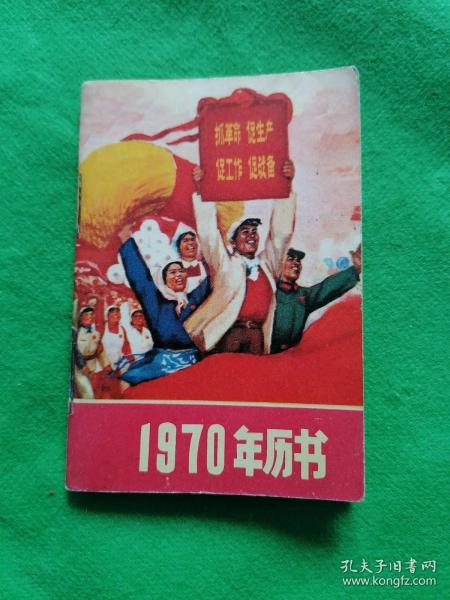 抓革命 促生产
促工作 促战备
1970年历书
孔夫子旧书网
www.kongfz.com